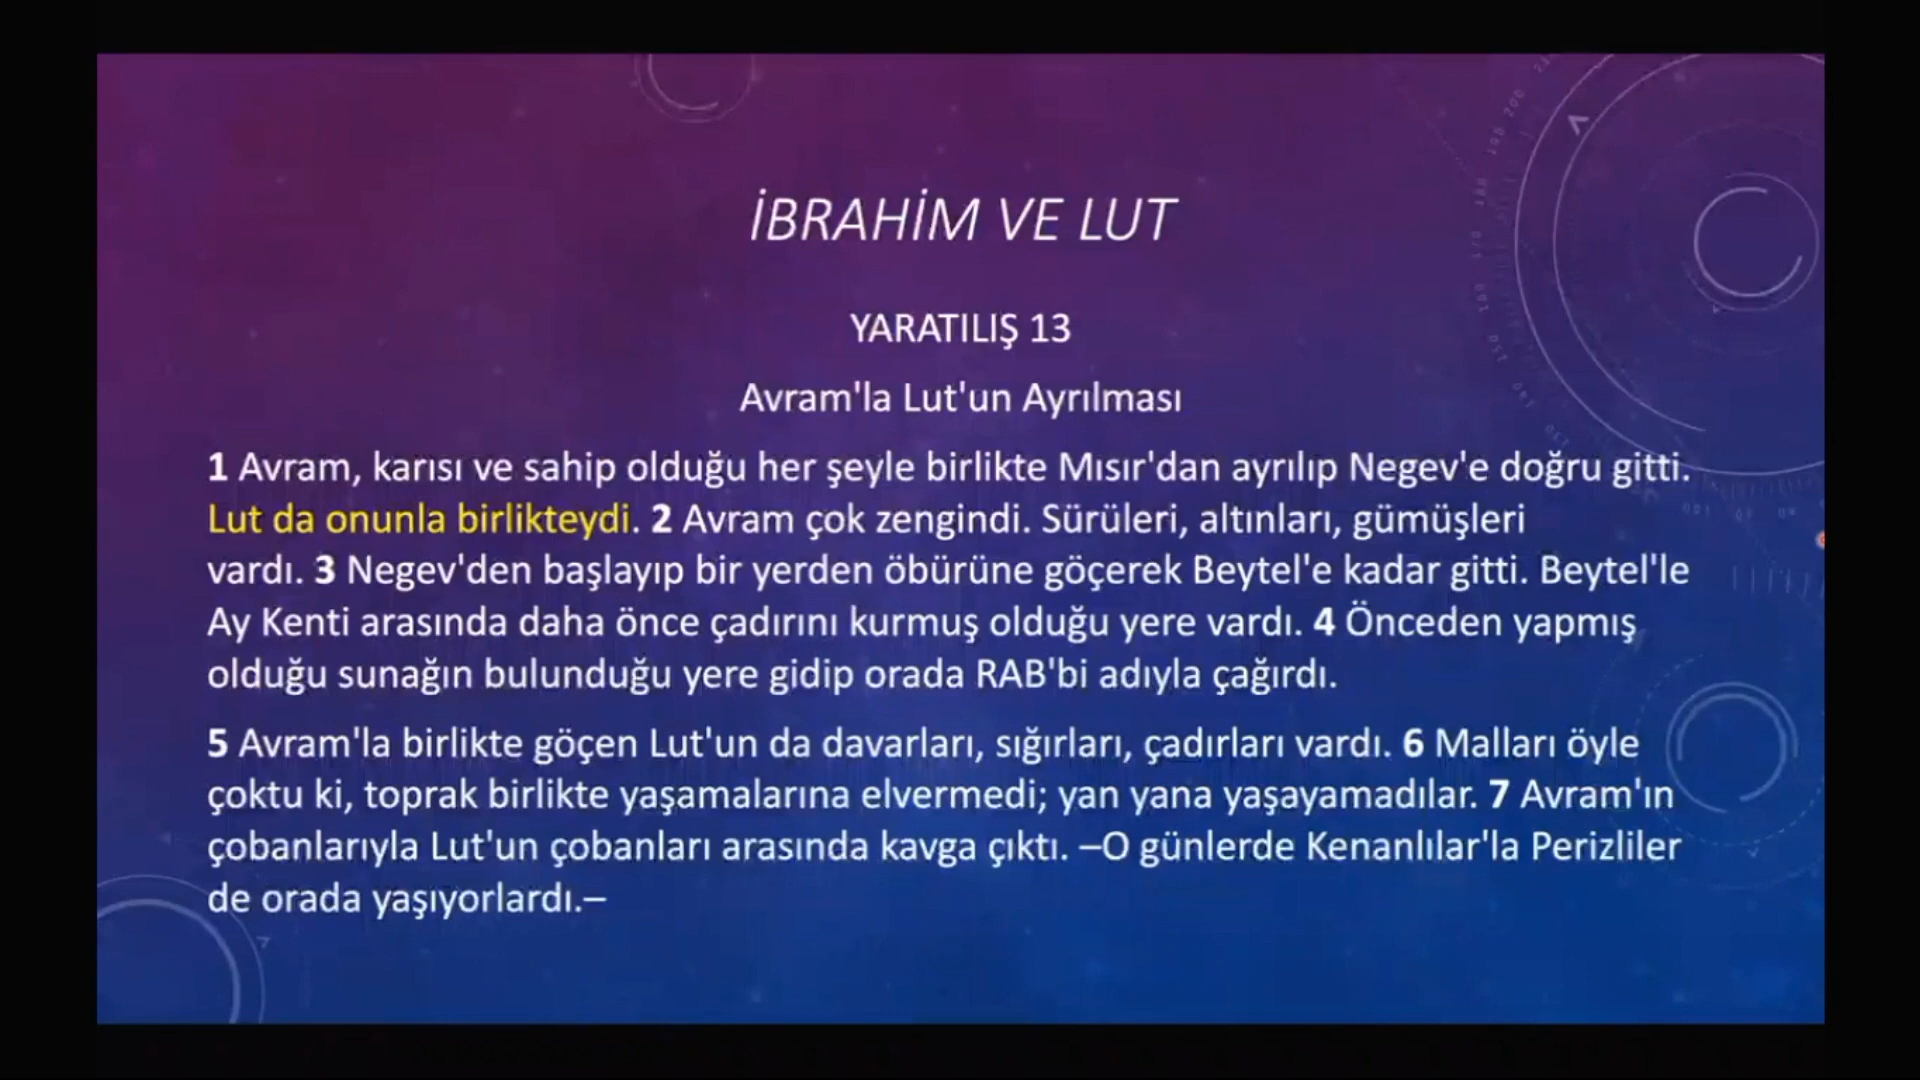 İBRAHİM VE LUT
YARATILIŞ 13
Avram'la Lut'un Ayrılması
1 Avram, karısı ve sahip olduğu her şeyle birlikte Mısır'dan ayrılıp Negev'e doğru gitti.
Lut da onunla birlikteydi. 2 Avram çok zengindi. Sürüleri, altınları, gümüşleri
vardı. 3 Negev'den başlayıp bir yerden öbürüne göçerek Beytel'e kadar gitti. Beytel'le
Ay Kenti arasında daha önce çadırını kurmuş olduğu yere vardı. 4 Önceden yapmış
olduğu sunağın bulunduğu yere gidip orada RAB'bi adıyla çağırdı.
5 Avram'la birlikte göçen Lut'un da davarları, sığırları, çadırları vardı. 6 Malları öyle
çoktu ki, toprak birlikte yaşamalarına elvermedi; yan yana yaşayamadılar. 7 Avram'ın
çobanlarıyla Lut'un çobanları arasında kavga çıktı. –O günlerde Kenanlılar'la Perizliler
de orada yaşıyorlardı.–